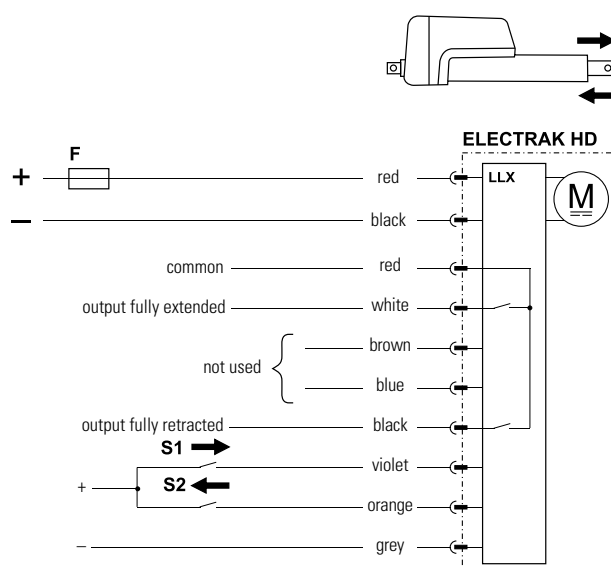 ELECTRAK HD
F
+ red LLX
M
− black
common red
output fully extended white
brown
not used
blue
output fully retracted black
S1
violet
S2
+
orange
− grey